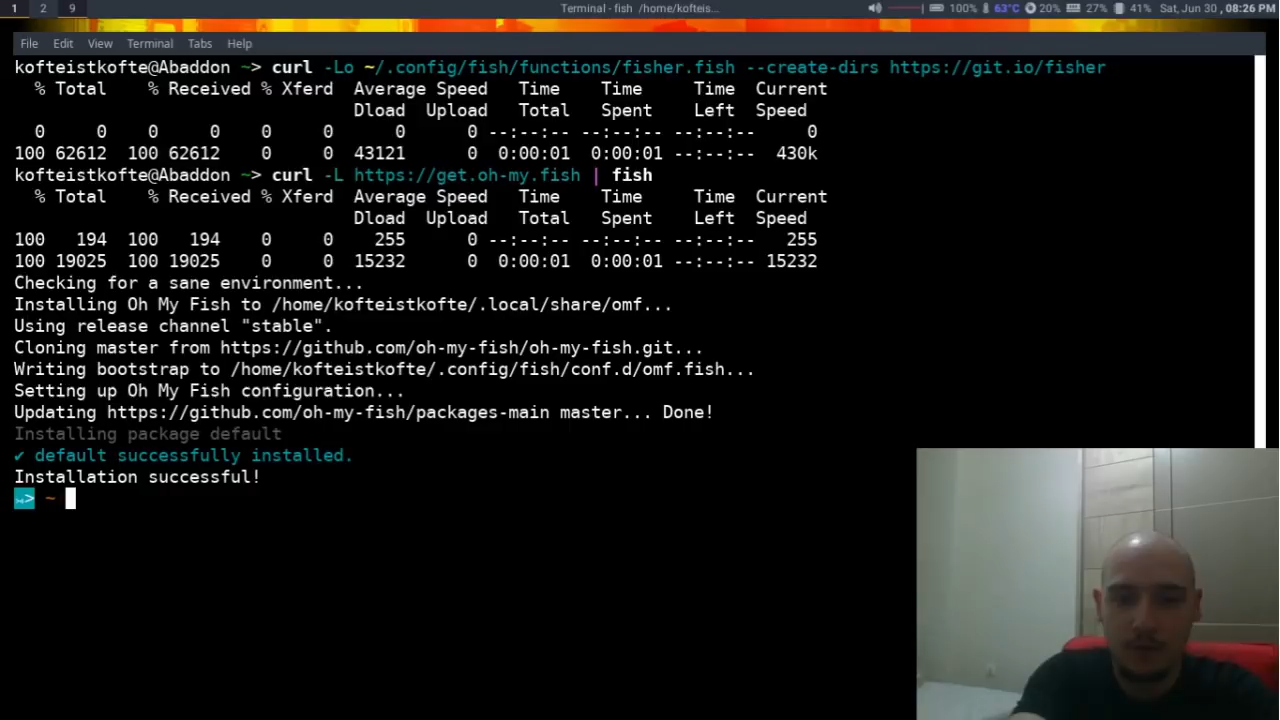 1 2 9 Terminal - fish /home/kofteis... 100% 63°C 20% 27% 41% Sat, Jun 30 , 08:26 PM
File Edit View Terminal Tabs Help
kofteistkofte@Abaddon ~> curl -Lo ~/.config/fish/functions/fisher.fish --create-dirs https://git.io/fisher
% Total % Received % Xferd Average Speed Time Time Time Current
Dload Upload Total Spent Left Speed
0 0 0 0 0 0 0 0 --:--:-- --:--:-- --:--:-- 0
100 62612 100 62612 0 0 43121 0 0:00:01 0:00:01 --:--:-- 430k
kofteistkofte@Abaddon ~> curl -L https://get.oh-my.fish | fish
% Total % Received % Xferd Average Speed Time Time Time Current
Dload Upload Total Spent Left Speed
100 194 100 194 0 0 255 0 --:--:-- --:--:-- --:--:-- 255
100 19025 100 19025 0 0 15232 0 0:00:01 0:00:01 --:--:-- 15232
Checking for a sane environment...
Installing Oh My Fish to /home/kofteistkofte/.local/share/omf...
Using release channel "stable".
Cloning master from https://github.com/oh-my-fish/oh-my-fish.git...
Writing bootstrap to /home/kofteistkofte/.config/fish/conf.d/omf.fish...
Setting up Oh My Fish configuration...
Updating https://github.com/oh-my-fish/packages-main master... Done!
Installing package default
✔ default successfully installed.
Installation successful!
~